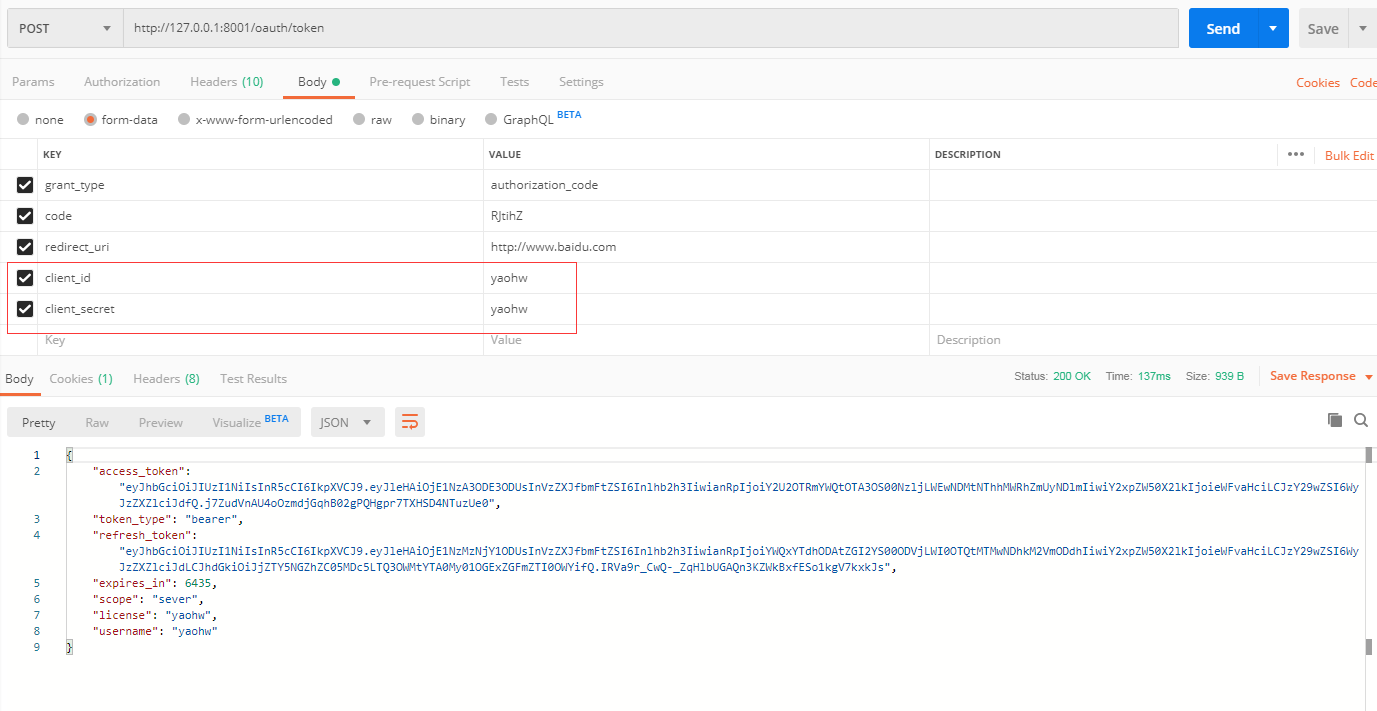 POST http://127.0.0.1:8001/oauth/token Send Save
Params Authorization Headers (10) Body Pre-request Script Tests Settings Cookies Code
none form-data x-www-form-urlencoded raw binary GraphQL BETA
KEY VALUE DESCRIPTION ••• Bulk Edit
grant_type authorization_code
code RJtihZ
redirect_uri http://www.baidu.com
client_id yaohw
client_secret yaohw
Key Value Description
Body Cookies (1) Headers (8) Test Results Status: 200 OK Time: 137ms Size: 939 B Save Response
Pretty Raw Preview Visualize BETA JSON
1 {
2 "access_token":
"eyJhbGciOiJIUzI1NiIsInR5cCI6IkpXVCJ9.eyJleHAiOjE1NzA3ODE3ODUsInVzZXJfbmFtZSI6Inlhb2h3IiwianRpIjoiY2U2OTRmYWQtOTA3OS00NzljLWEwNDMtNThhMWRhZmUyNDlmIiwiY2xpZW50X2lkIjoieWFvaHciLCJzY29wZSI6Wy
JzZXZlciJdfQ.j7ZudVnAU4oOzmdjGqhB02gPQHgpr7TXHSD4NTuzUe0",
3 "token_type": "bearer",
4 "refresh_token":
"eyJhbGciOiJIUzI1NiIsInR5cCI6IkpXVCJ9.eyJleHAiOjE1NzMzNjY1ODUsInVzZXJfbmFtZSI6Inlhb2h3IiwianRpIjoiYWQxYTdhODAtZGI2YS00ODVjLWI0OTQtMTMwNDhkM2VmODdhIiwiY2xpZW50X2lkIjoieWFvaHciLCJzY29wZSI6Wy
JzZXZlciJdLCJhdGkiOiJjZTY5NGZhZC05MDc5LTQ3OWMtYTA0My01OGExZGFmZTI0OWYifQ.IRVa9r_CwQ-_ZqHlbUGAQn3KZWkBxfESo1kgV7kxkJs",
5 "expires_in": 6435,
6 "scope": "sever",
7 "license": "yaohw",
8 "username": "yaohw"
9 }